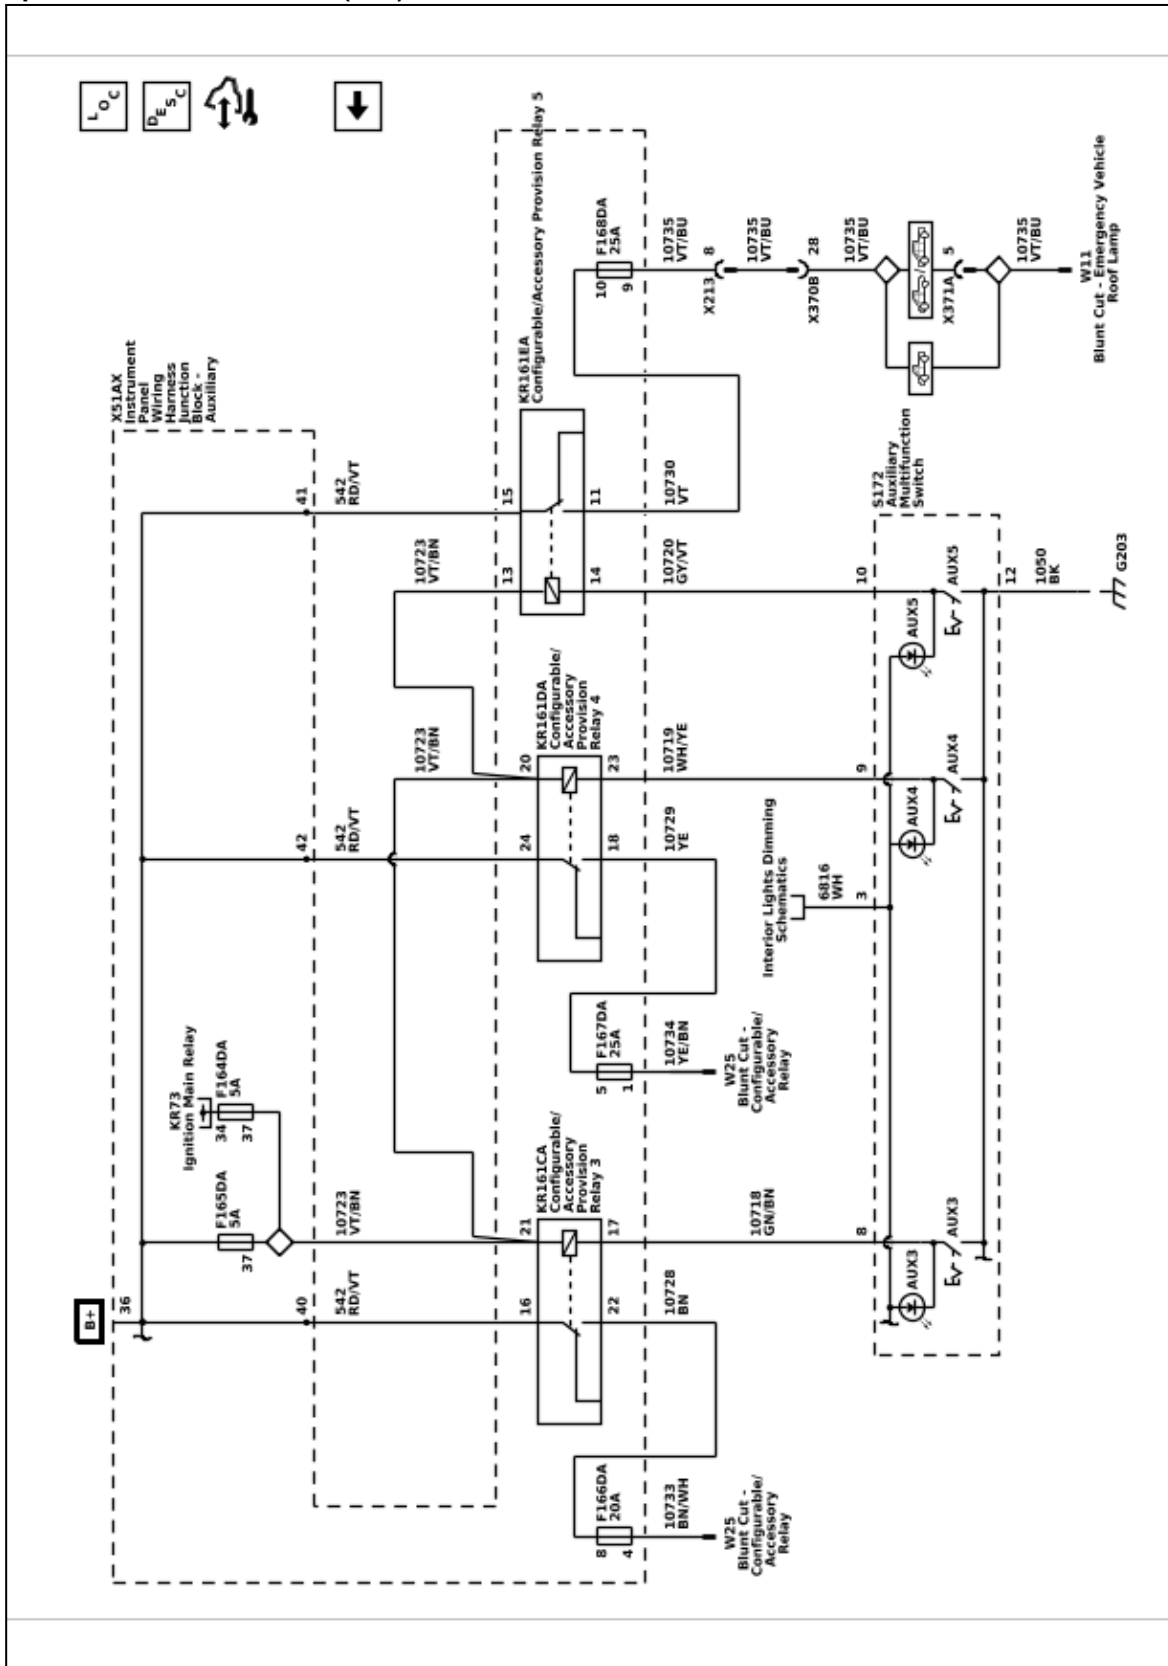 B+
36
X51AX
Instrument
Panel
Wiring
Harness
Junction
Block -
Auxiliary
L O C
D E S C
KR73
Ignition Main Relay
F165DA
5A
37
34
F164DA
5A
37
40
42
41
542
RD/VT
10723
VT/BN
542
RD/VT
542
RD/VT
10723
VT/BN
10723
VT/BN
KR161CA
Configurable/
Accessory
Provision
Relay 3
16
21
22
17
KR161DA
Configurable/
Accessory
Provision
Relay 4
24
20
18
23
KR161EA
Configurable/Accessory Provision Relay 5
13
15
14
11
8
F166DA
20A
4
5
F167DA
25A
1
10
F168DA
25A
9
10733
BN/WH
10728
BN
10718
GN/BN
10734
YE/BN
10729
YE
10719
WH/YE
10720
GY/VT
10730
VT
10735
VT/BU
X213
8
10735
VT/BU
X370B
28
10735
VT/BU
X371A
5
10735
VT/BU
W25
Blunt Cut -
Configurable/
Accessory
Relay
W25
Blunt Cut -
Configurable/
Accessory
Relay
W11
Blunt Cut - Emergency Vehicle
Roof Lamp
Interior Lights Dimming
Schematics
6816
WH
3
8
9
10
S172
Auxiliary
Multifunction
Switch
AUX3
AUX4
AUX5
AUX3
AUX4
AUX5
12
1050
BK
G203